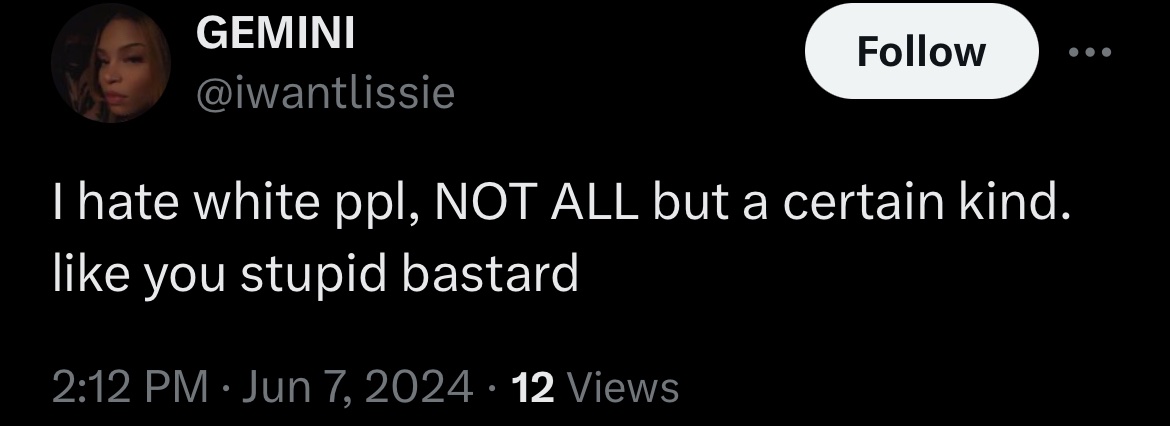 GEMINI
Follow
@iwantlissie
I hate white ppl, NOT ALL but a certain kind.
like you stupid bastard
2:12 PM · Jun 7, 2024 · 12 Views